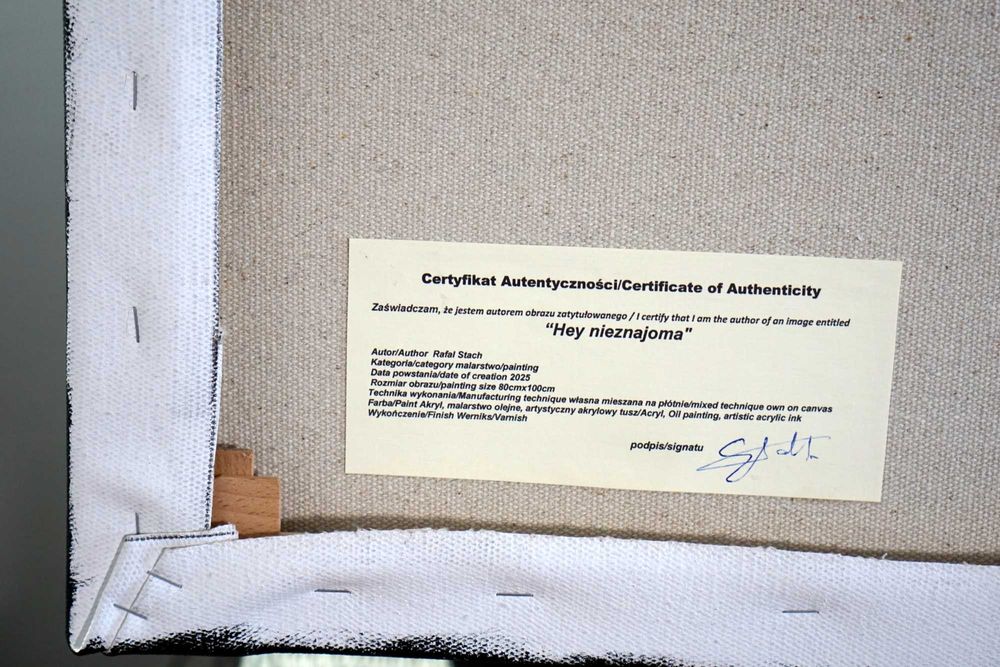 Certyfikat Autentyczności/Certificate of Authenticity
Zaświadczam, że jestem autorem obrazu zatytułowanego / I certify that I am the author of an image entitled
“Hey nieznajoma"
Autor/Author Rafał Stach
Kategoria/category malarstwo/painting
Data powstania/date of creation 2025
Rozmiar obrazu/painting size 80cmx100cm
Technika wykonania/Manufacturing technique własna mieszana na płótnie/mixed technique own on canvas
Farba/Paint Akryl, malarstwo olejne, artystyczny akrylowy tusz/Acryl, Oil painting, artistic acrylic ink
Wykończenie/Finish Werniks/Varnish
podpis/signatu